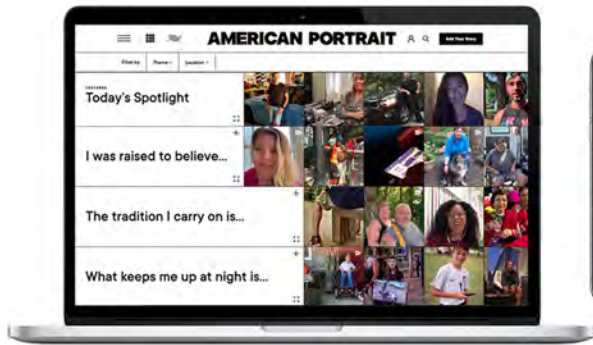 AMERICAN PORTRAIT
Add Your Story
Filter by Theme Location
FEATURED
Today's Spotlight
I was raised to believe...
The tradition I carry on is...
What keeps me up at night is...